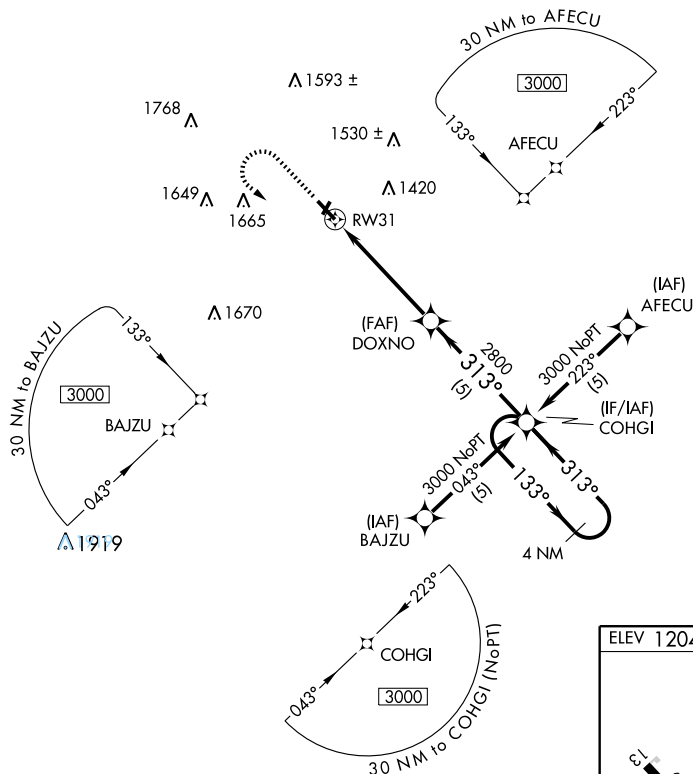 30 NM to AFECU
3000
133°
223°
AFECU
1593 ±
1768
1530 ±
1420
1649
1665
RW31
1670
(IAF)
AFECU
(FAF)
DOXNO
2800
313°
(5)
3000 NoPT
223°
(5)
(IF/IAF)
COHGI
30 NM to BAJZU
133°
3000
BAJZU
043°
1919
3000 NoPT
043°
(5)
(IAF)
BAJZU
133°
313°
4 NM
223°
COHGI
043°
3000
30 NM to COHGI (NoPT)
ELEV 1204
13